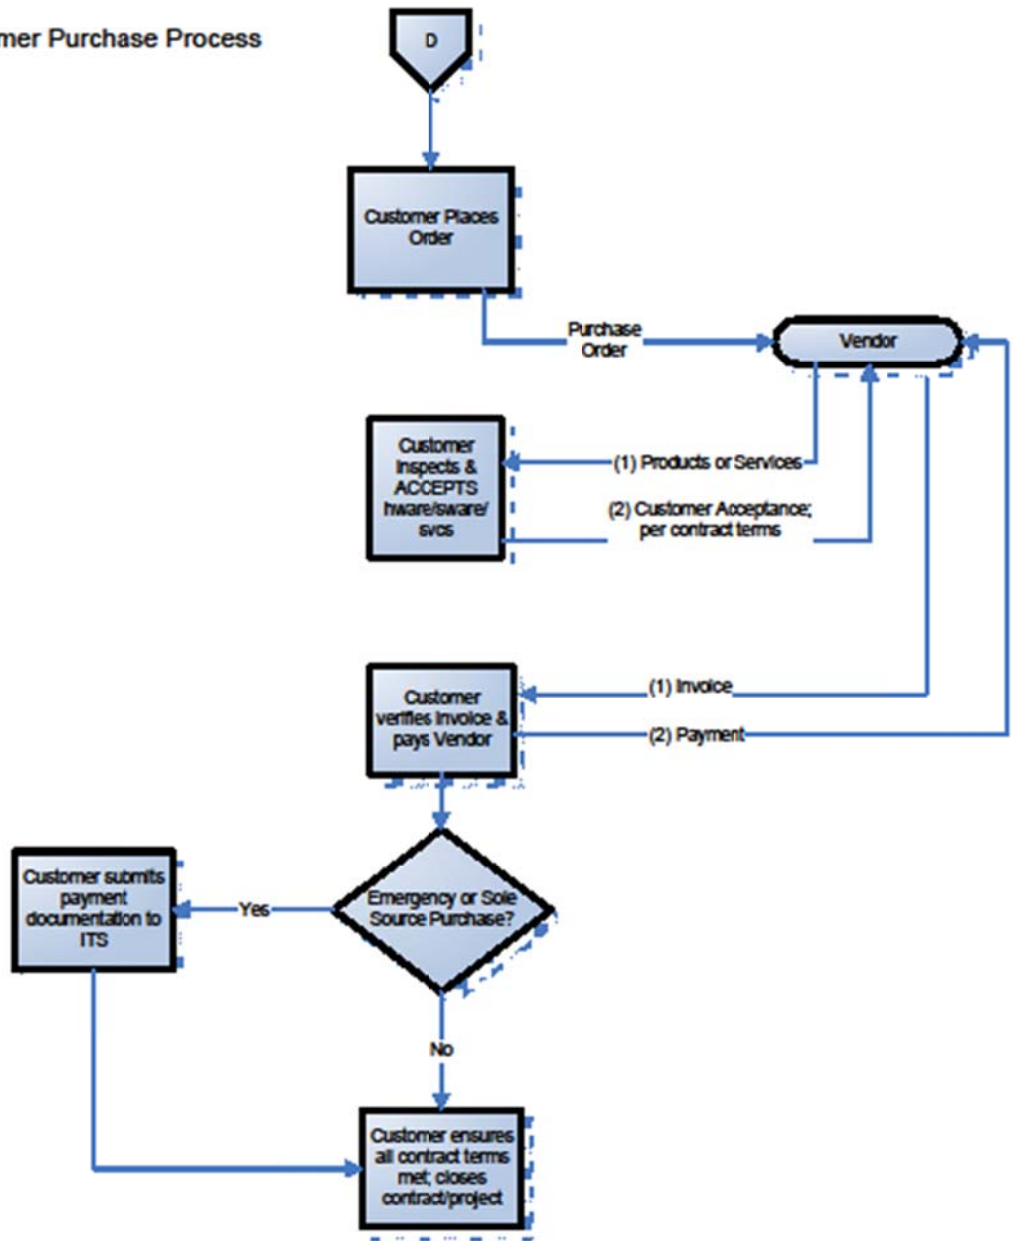 mer Purchase Process
D
Customer Places
Order
Purchase
Order
Vendor
Customer
Inspects &
ACCEPTS
hware/sware/
svcs
(1) Products or Services
(2) Customer Acceptance;
per contract terms
Customer
verifies Invoice &
pays Vendor
(1) Invoice
(2) Payment
Customer submits
payment
documentation to
ITS
Yes
Emergency or Sole
Source Purchase?
No
Customer ensures
all contract terms
met; closes
contract/project